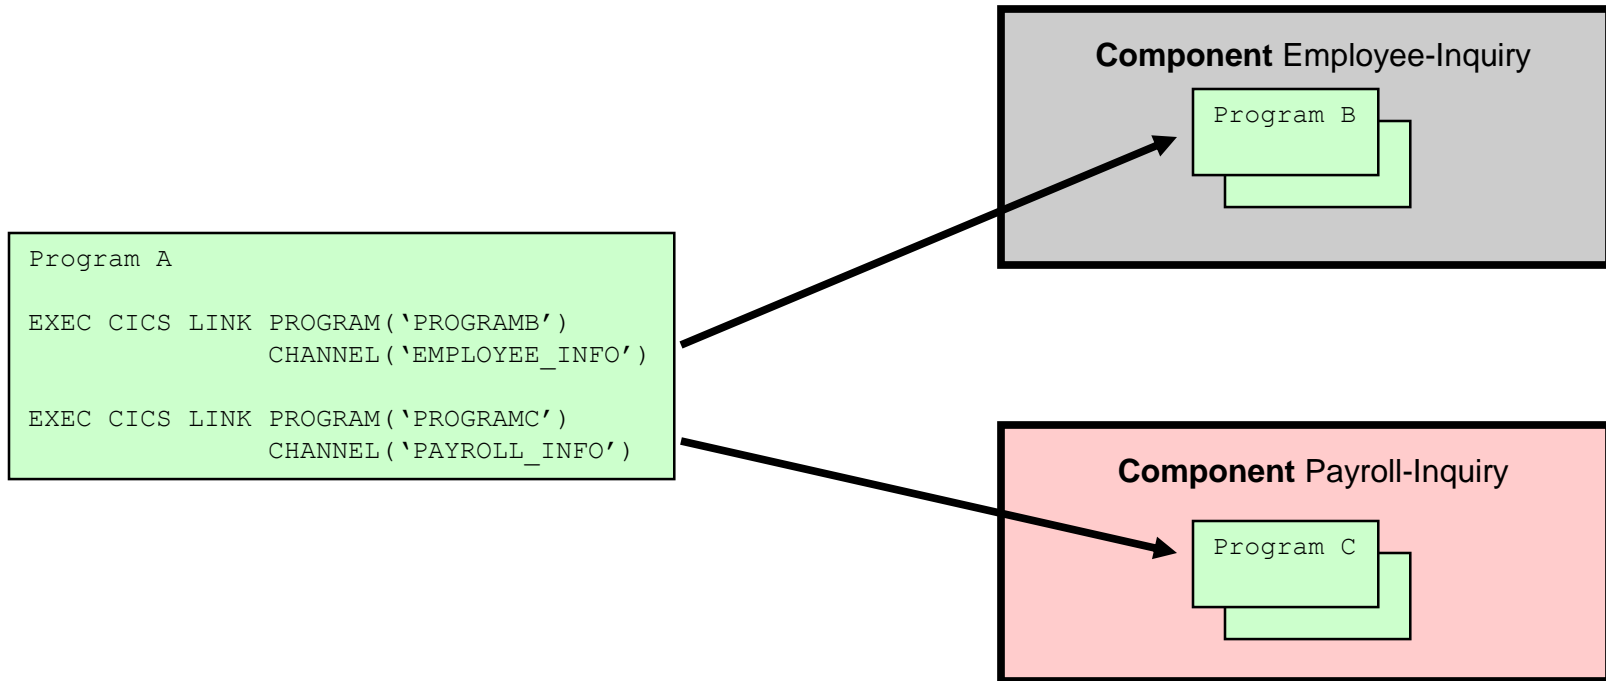 Component Employee-Inquiry
Program B
Program A
EXEC CICS LINK PROGRAM(‘PROGRAMB’)
CHANNEL(‘EMPLOYEE_INFO’)
EXEC CICS LINK PROGRAM(‘PROGRAMC’)
CHANNEL(‘PAYROLL_INFO’)
Component Payroll-Inquiry
Program C